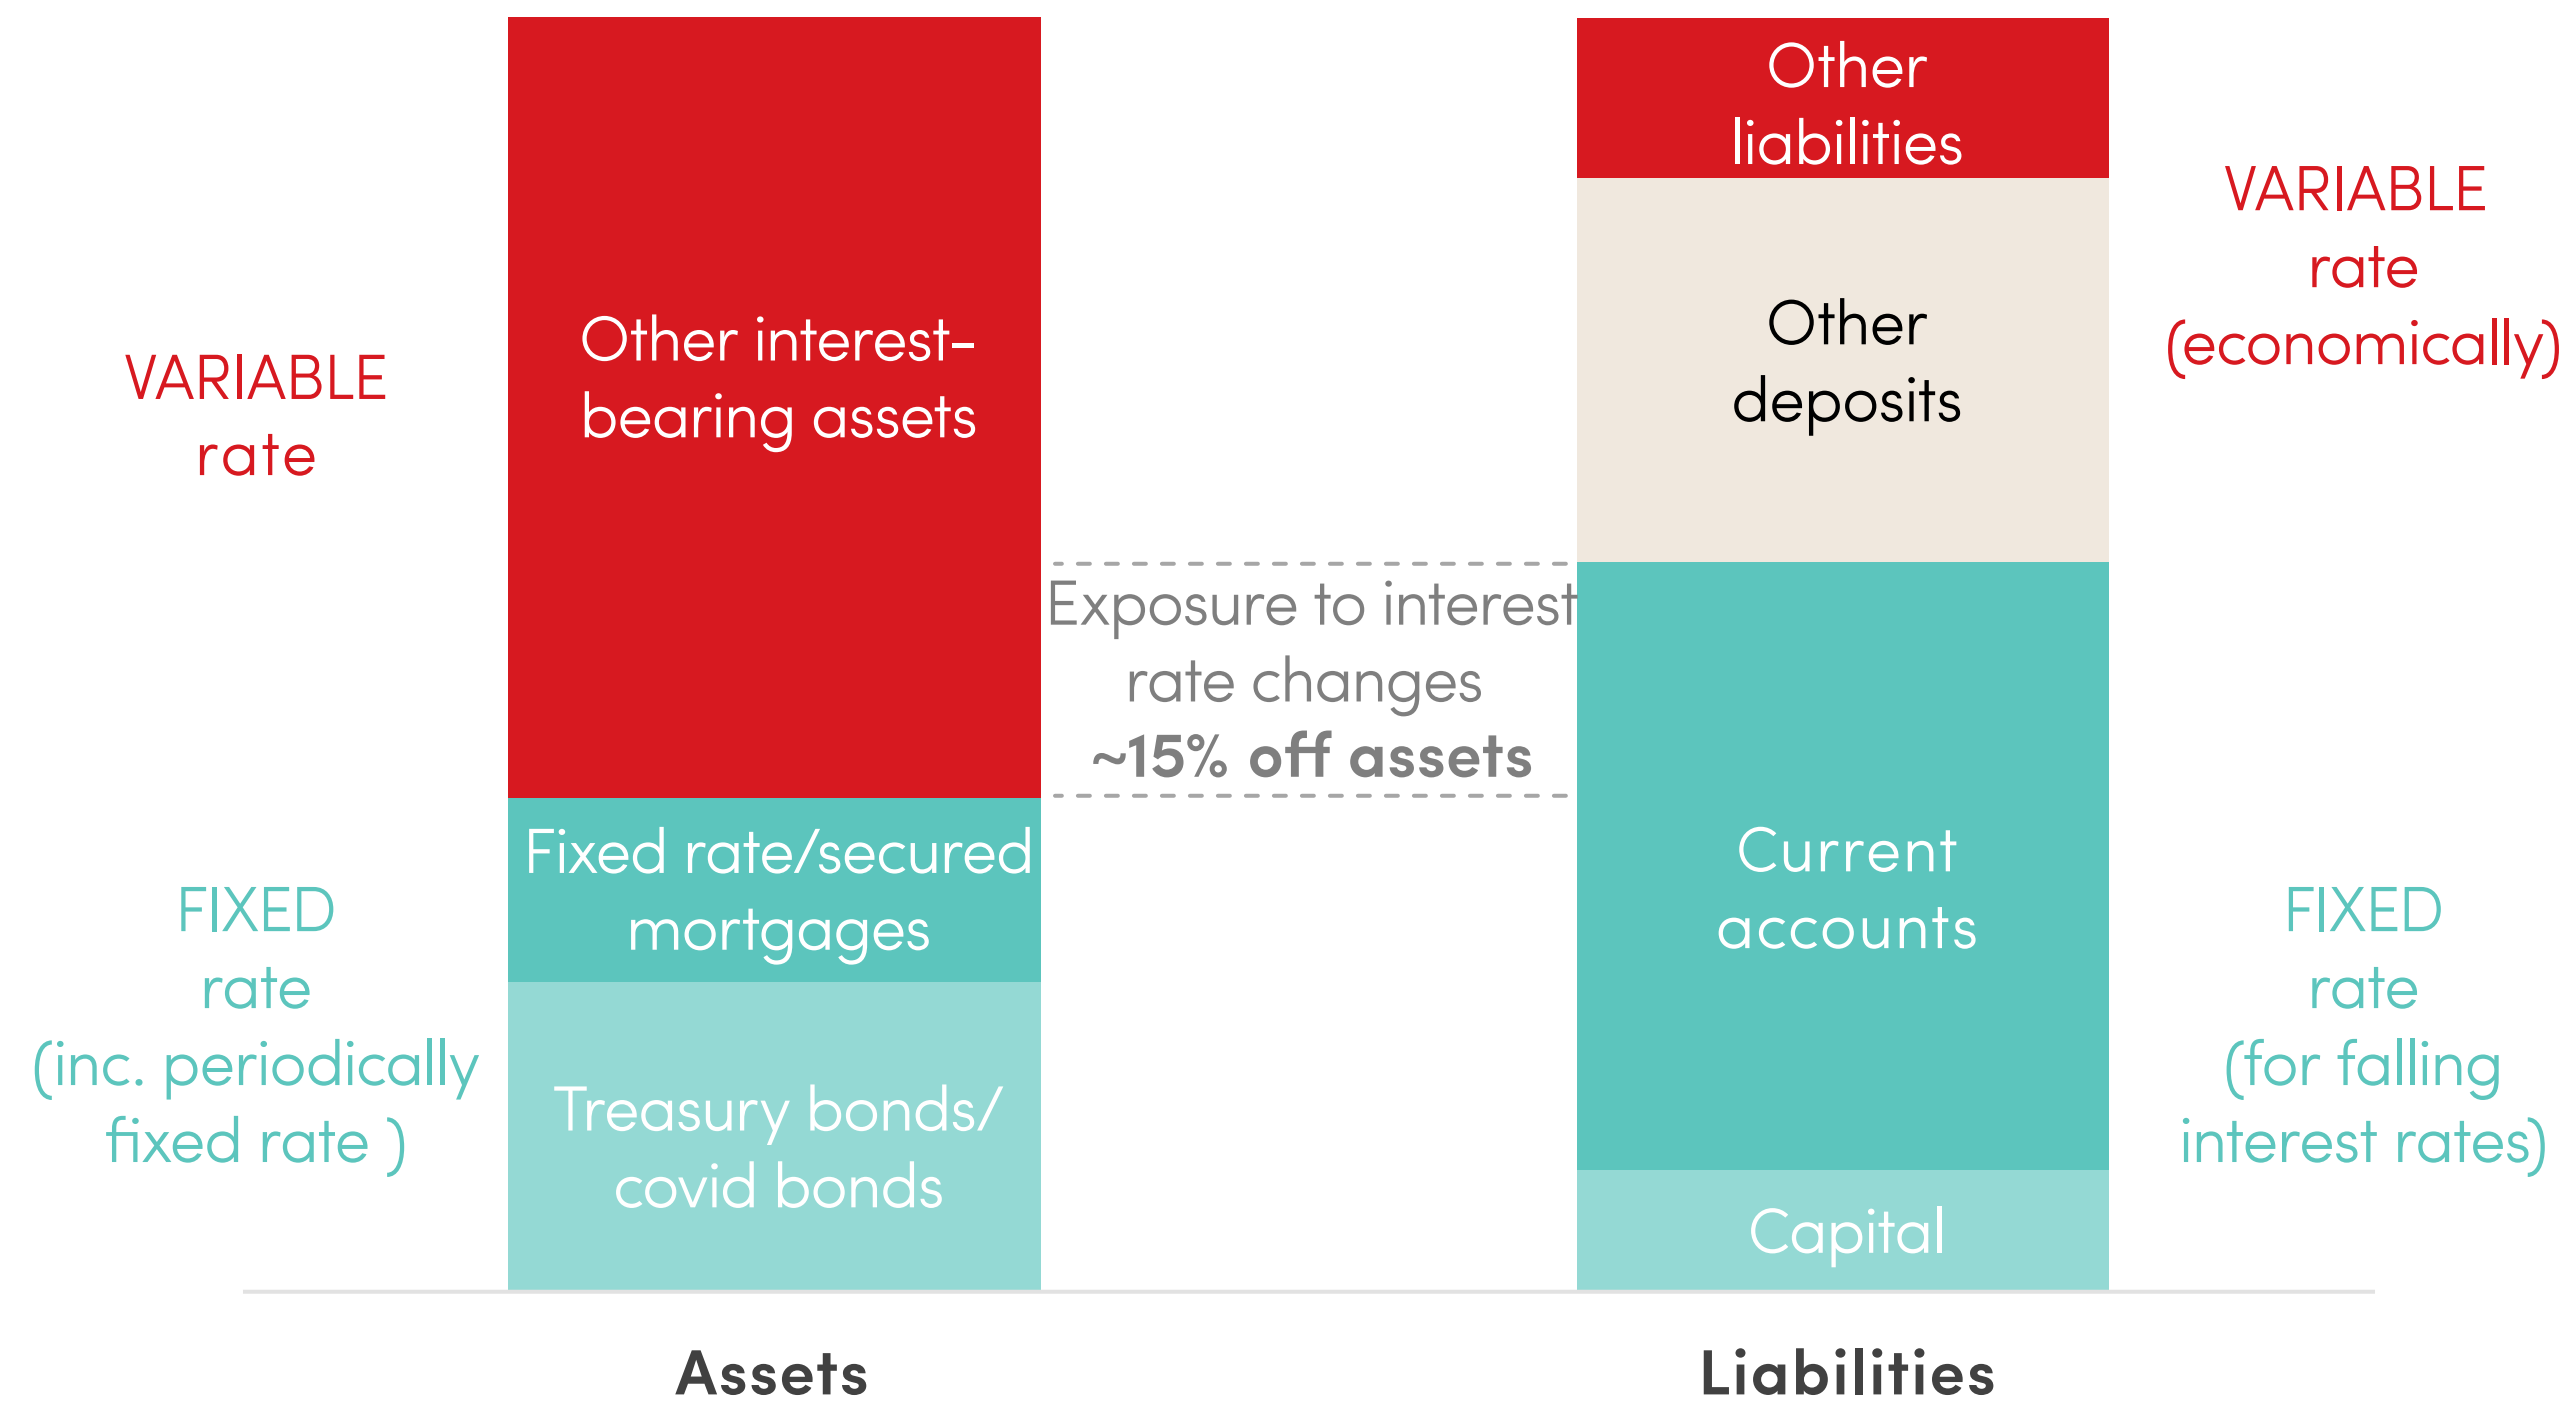 VARIABLE
rate
FIXED
rate
(inc. periodically
fixed rate )
Other interest-
bearing assets
Fixed rate/secured
mortgages
Treasury bonds/
covid bonds
Exposure to interest
rate changes
~15% off assets
Other
liabilities
Other
deposits
Current
accounts
Capital
VARIABLE
rate
(economically)
FIXED
rate
(for falling
interest rates)
Assets
Liabilities